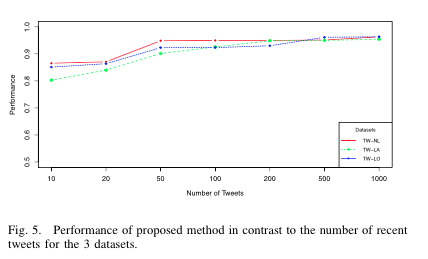 1.0
0.9
0.8
0.7
0.6
0.5
Performance
10 20 50 100 200 500 1000
Number of Tweets
Datasets
TW-NL
TW-LA
TW-LO
Fig. 5. Performance of proposed method in contrast to the number of recent
tweets for the 3 datasets.